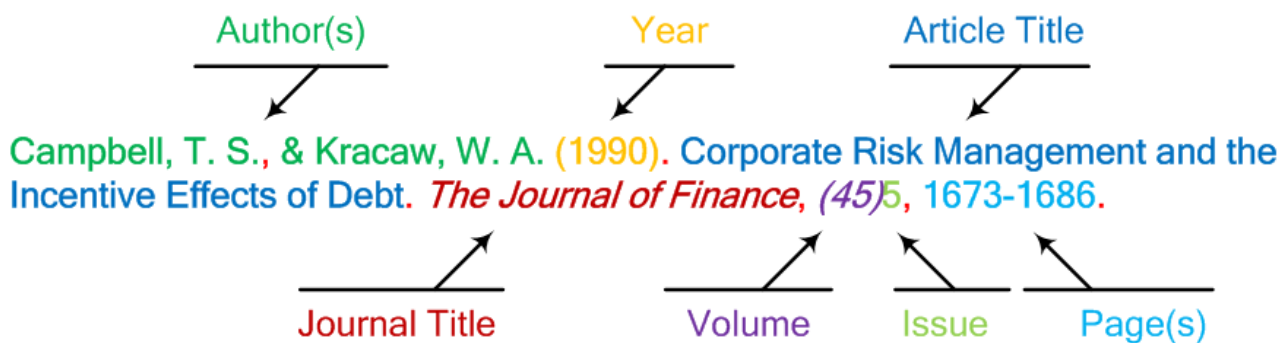 Author(s) Year Article Title
Campbell, T. S., & Kracaw, W. A. (1990). Corporate Risk Management and the
Incentive Effects of Debt. The Journal of Finance, (45)5, 1673-1686.
Journal Title Volume Issue Page(s)